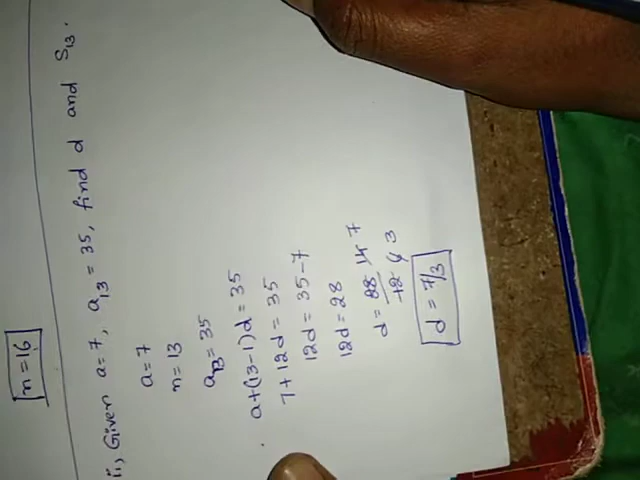 n = 16
ii, Given a = 7, a₁₃ = 35, find d and S₁₃.
a = 7
n = 13
a₁₃ = 35
a + (13 - 1)d = 35
7 + 12d = 35
12d = 35 - 7
12d = 28
d = 28/12 14 7 6 3
d = 7/3